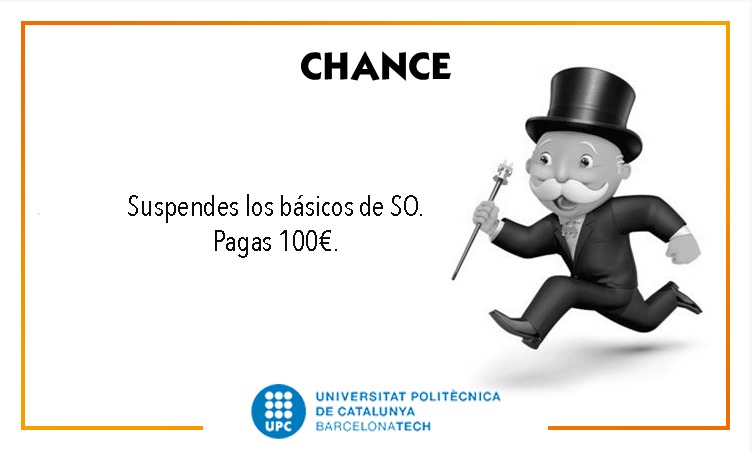 CHANCE
Suspendes los básicos de SO.
Pagas 100€.
UNIVERSITAT POLITÈCNICA
DE CATALUNYA
BARCELONATECH
UPC